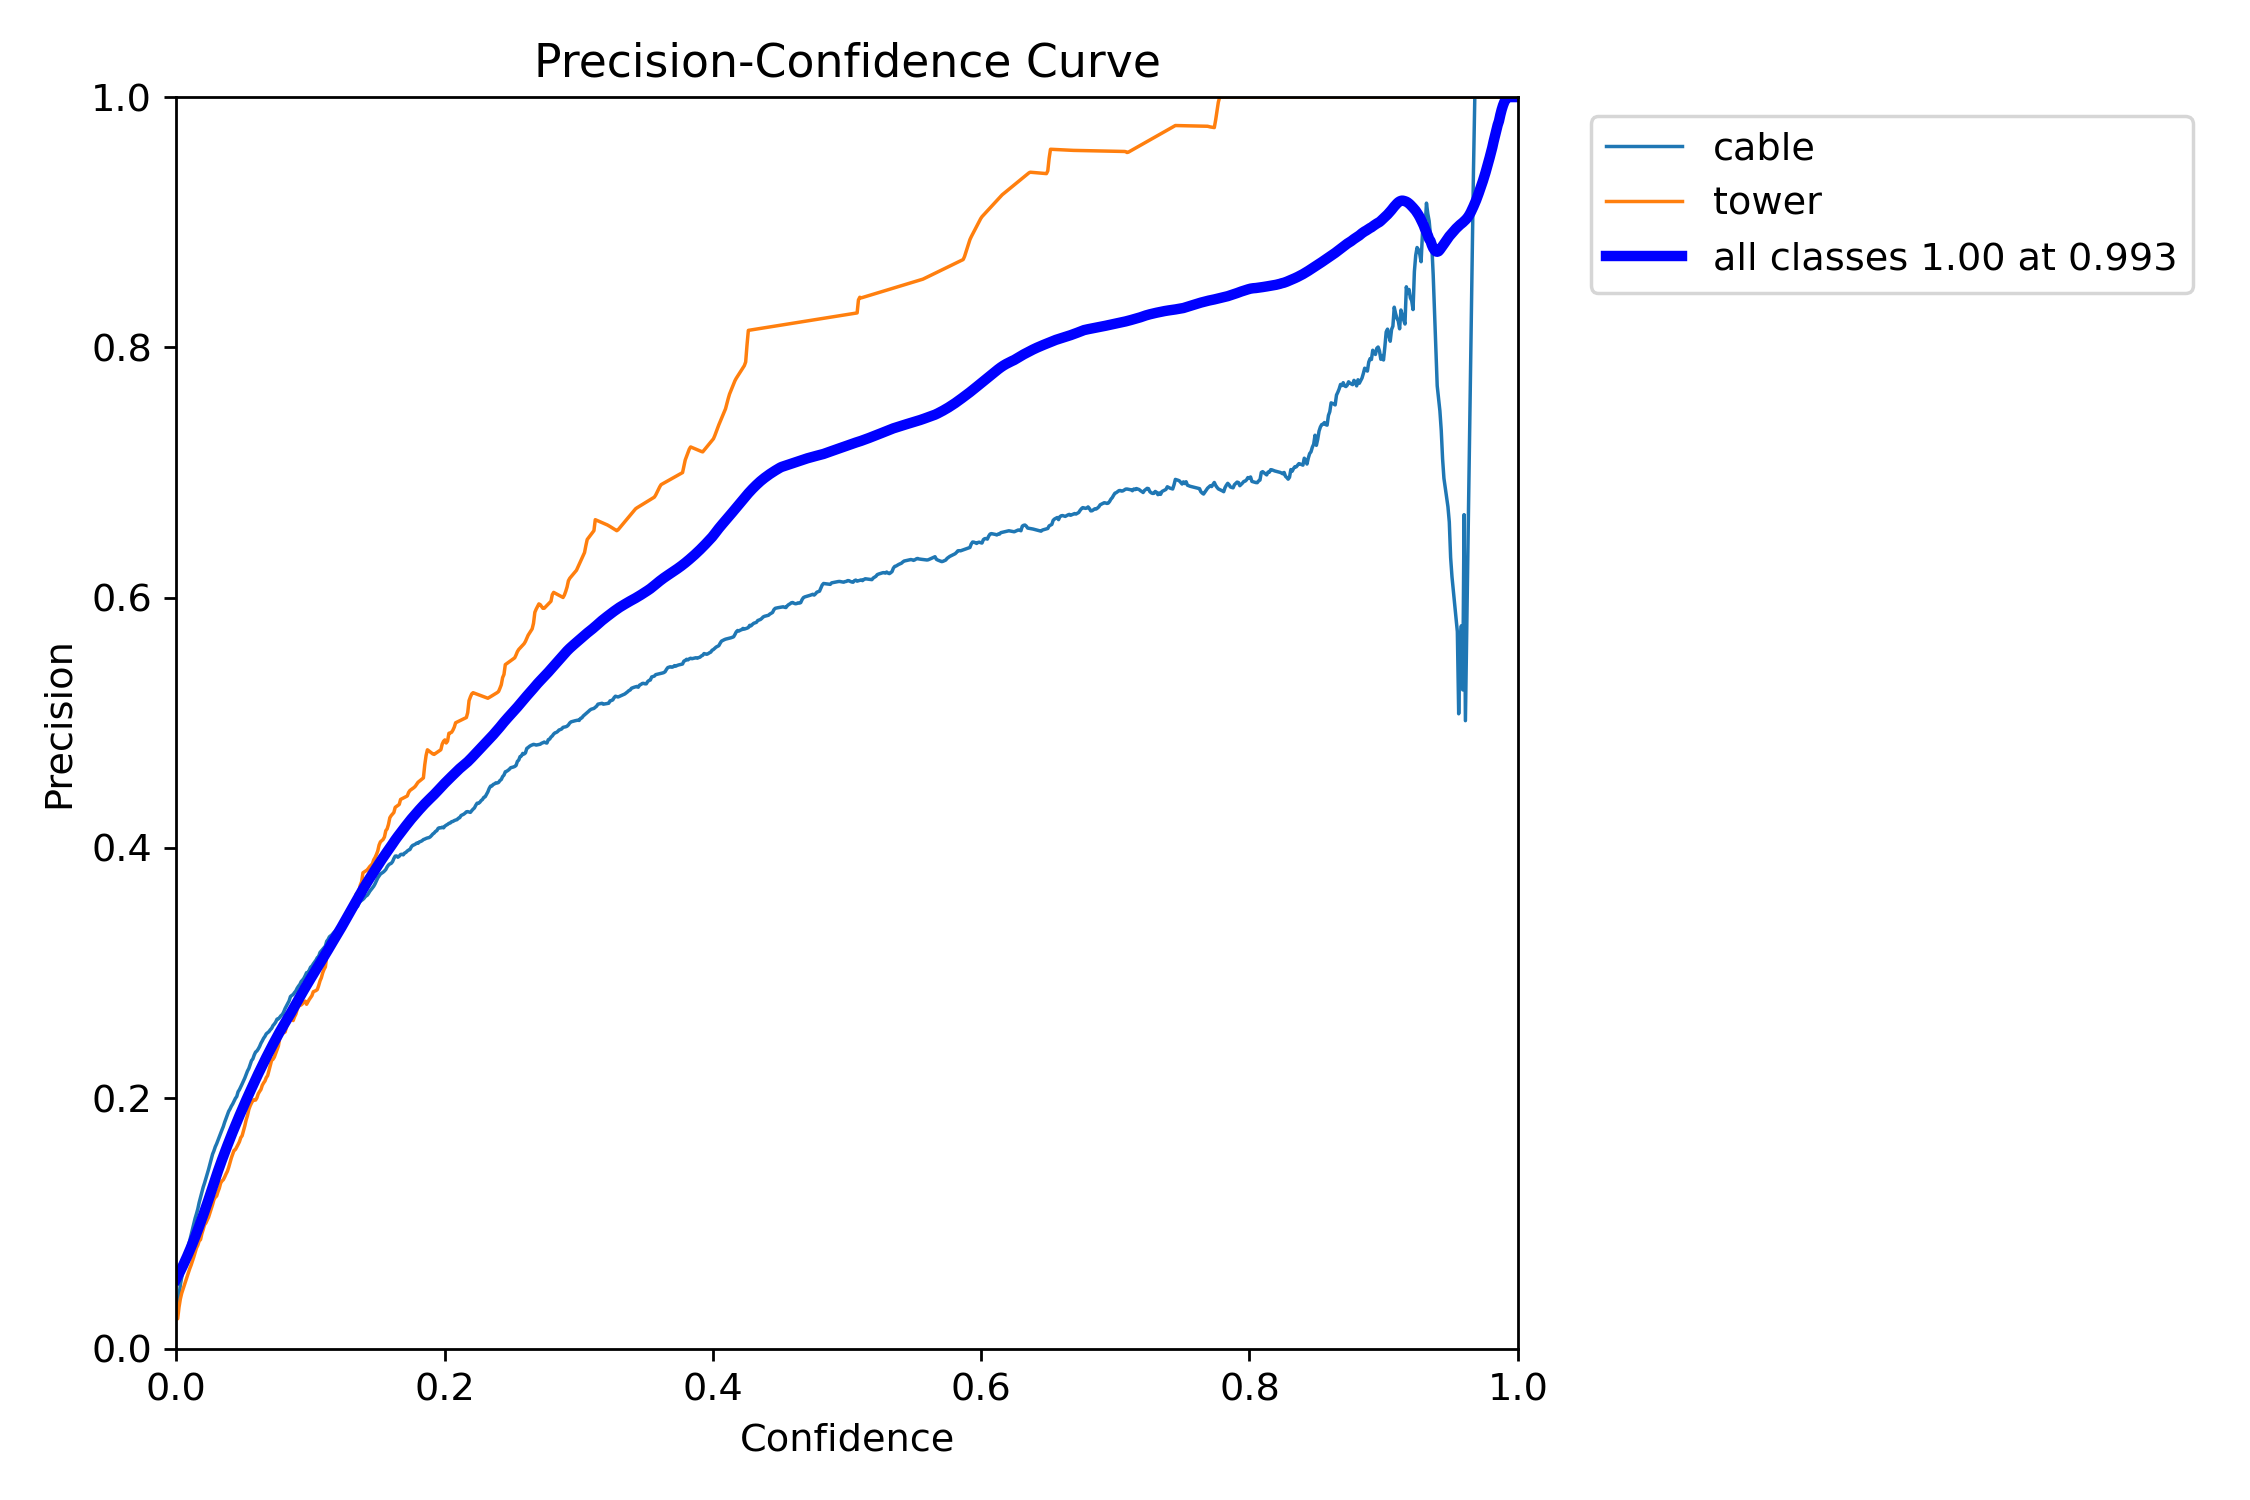 Precision-Confidence Curve
1.0
0.8
0.6
0.4
0.2
0.0
Precision
0.0 0.2 0.4 0.6 0.8 1.0
Confidence
cable
tower
all classes 1.00 at 0.993